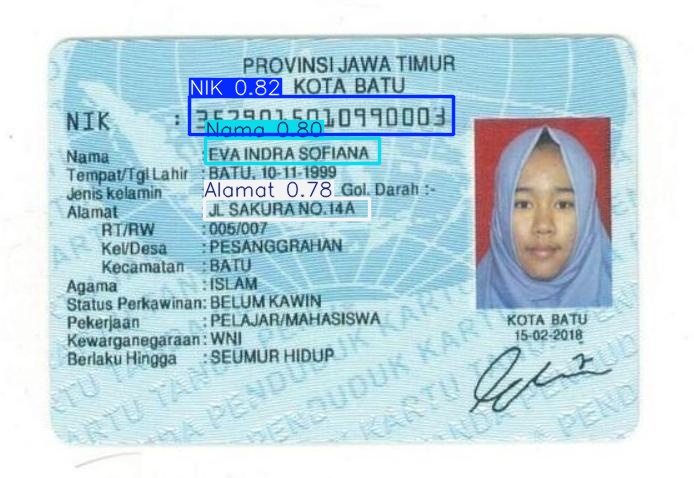 PROVINSI JAWA TIMUR
NIK 0.82 KOTA BATU
NIK :
Nama 0.80
Nama : EVA INDRA SOFIANA
Tempat/Tgl Lahir : BATU, 10-11-1999
Jenis kelamin Alamat 0.78 Gol. Darah :-
Alamat JL SAKURA NO.14A
RT/RW : 005/007
Kel/Desa : PESANGGRAHAN
Kecamatan : BATU
Agama : ISLAM
Status Perkawinan: BELUM KAWIN
Pekerjaan : PELAJAR/MAHASISWA
Kewarganegaraan: WNI
Berlaku Hingga : SEUMUR HIDUP
KOTA BATU
15-02-2018